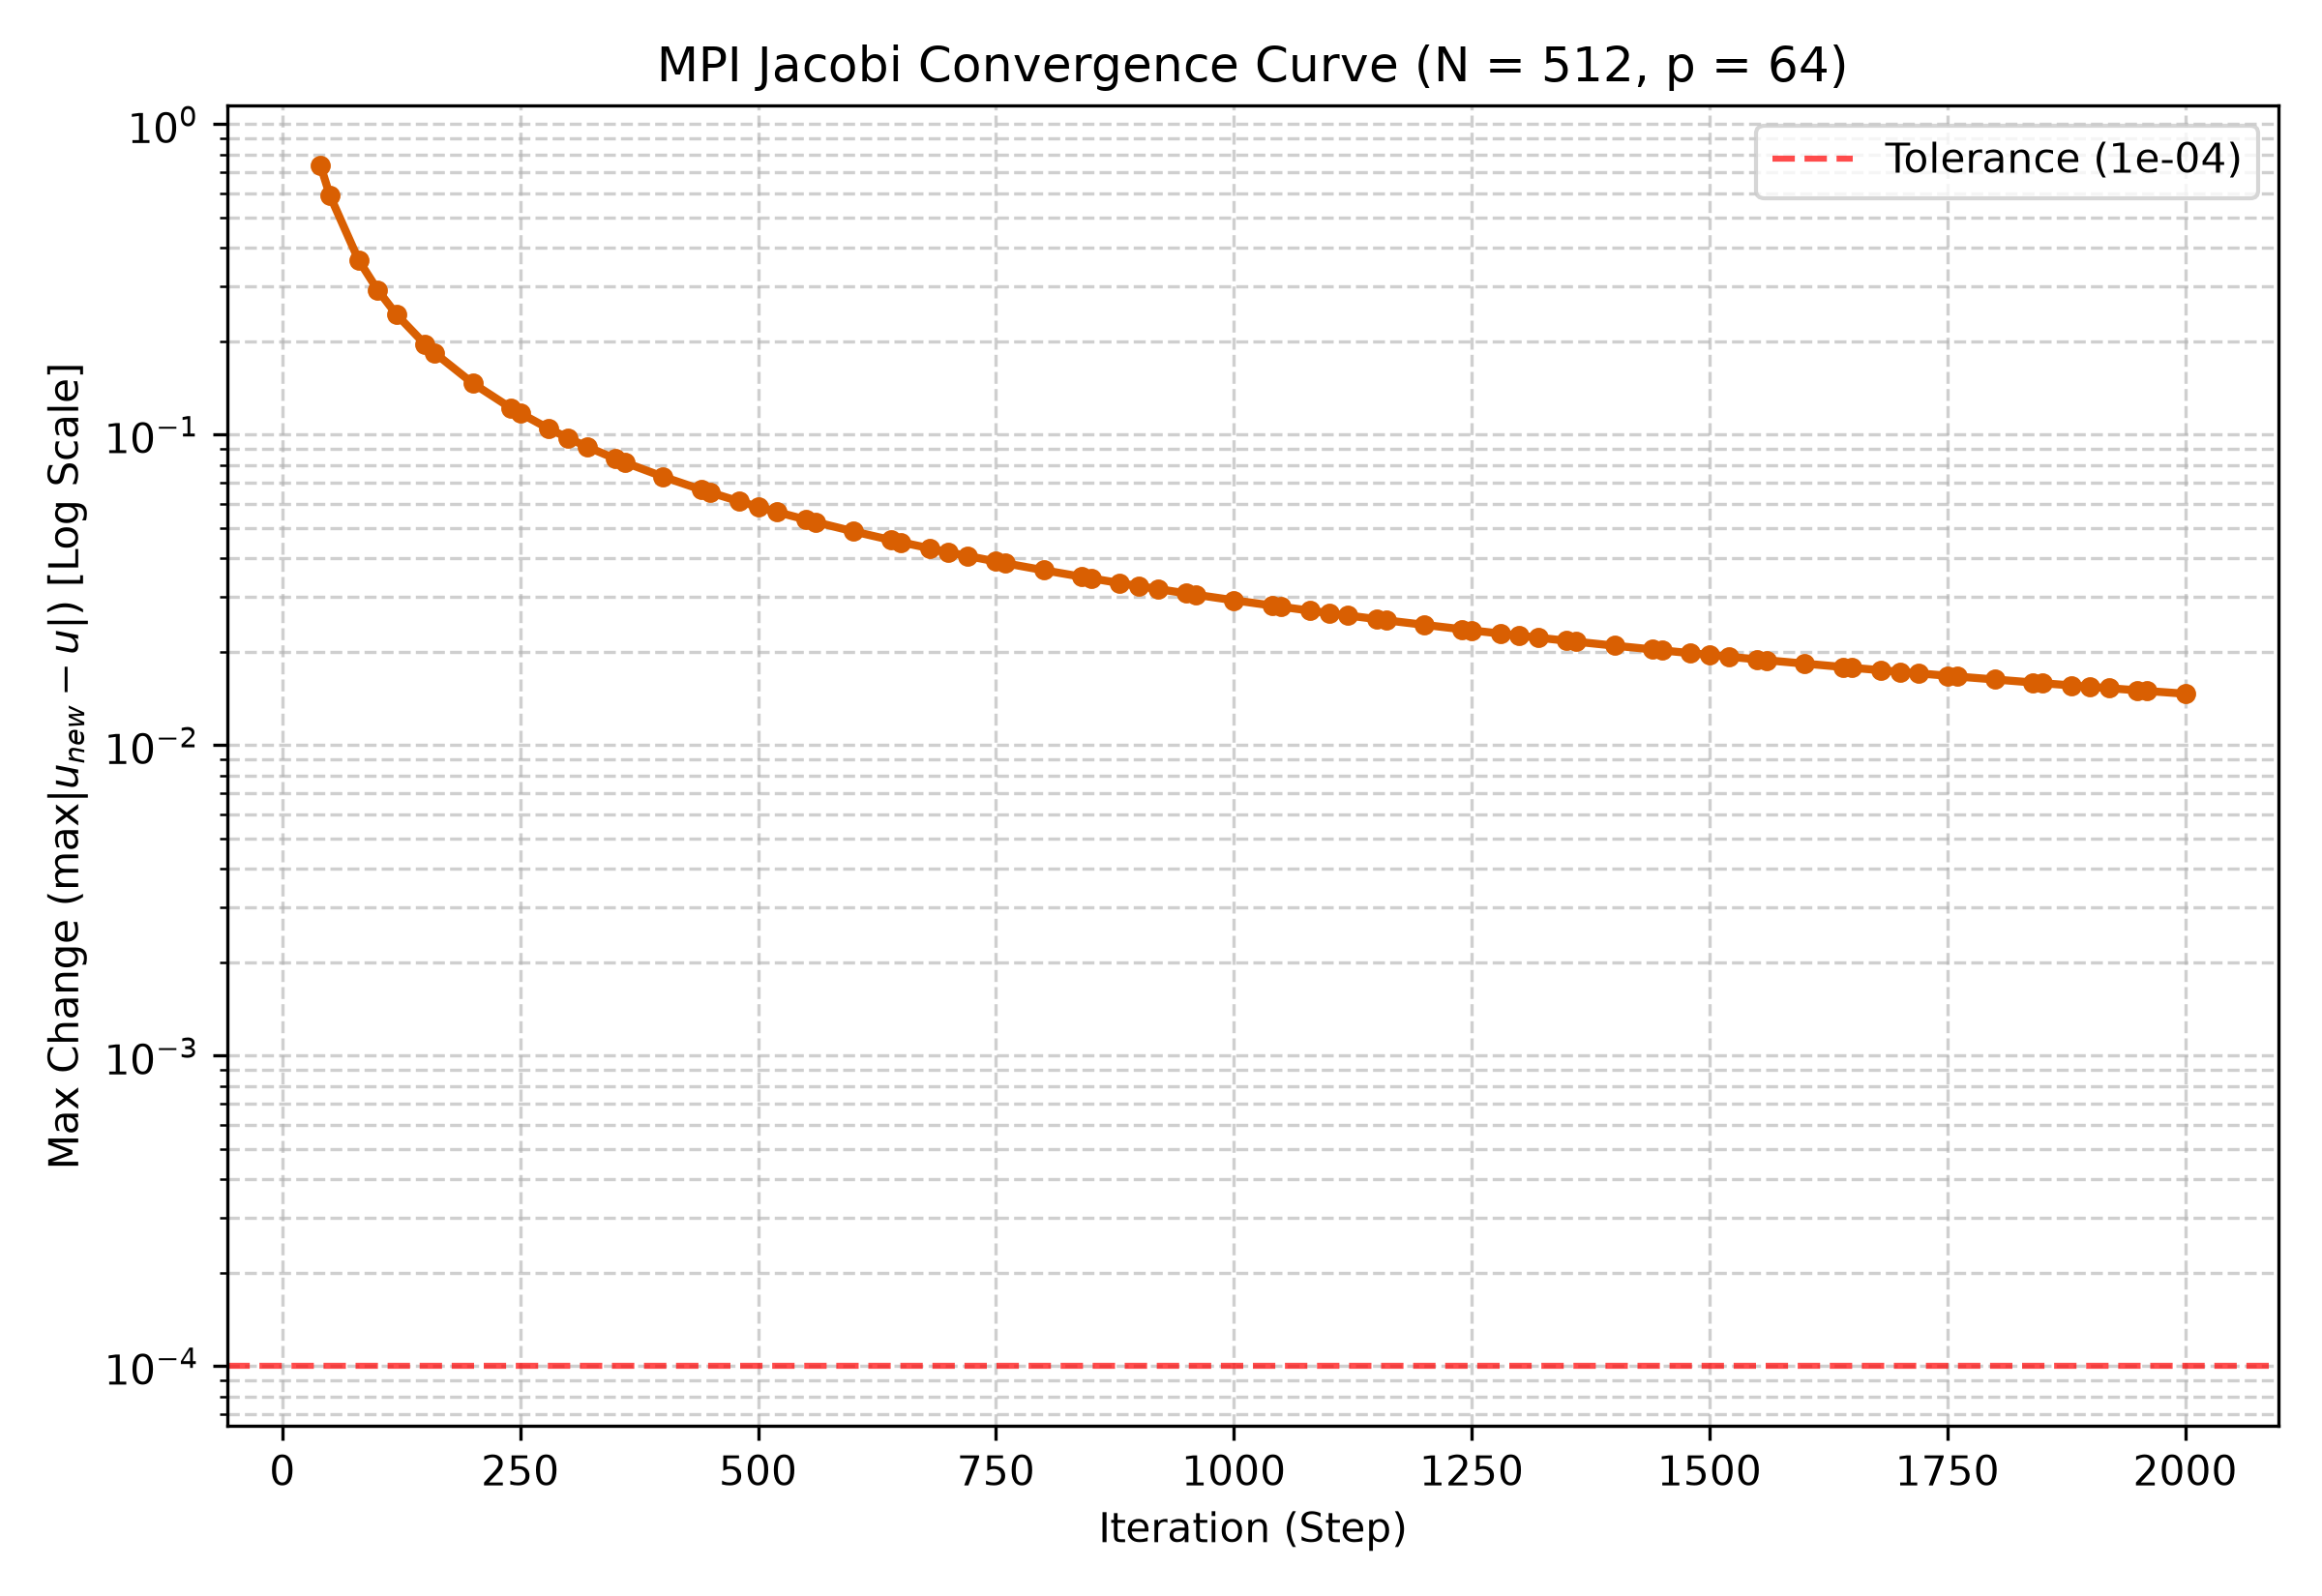 MPI Jacobi Convergence Curve (N = 512, p = 64)
Tolerance (1e-04)
Max Change (max|u_new − u|) [Log Scale]
10⁰
10⁻¹
10⁻²
10⁻³
10⁻⁴
0 250 500 750 1000 1250 1500 1750 2000
Iteration (Step)